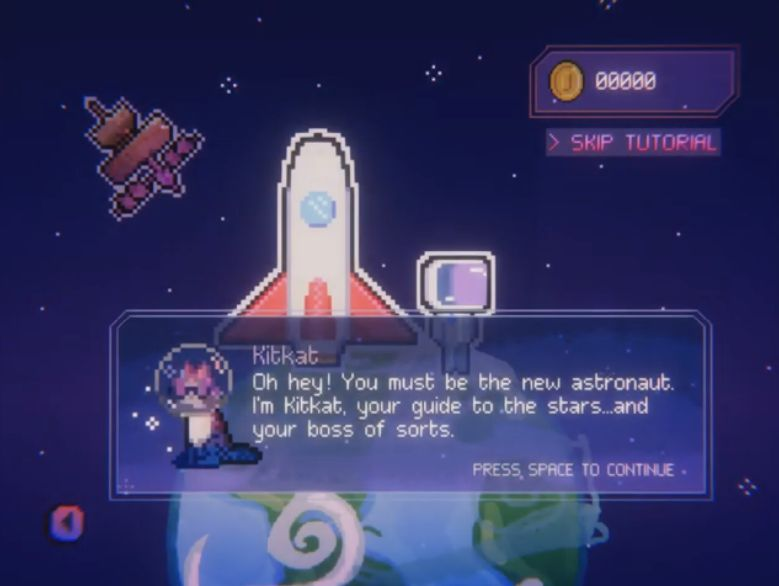 00000
> SKIP TUTORIAL
Kitkat
Oh hey! You must be the new astronaut.
I'm Kitkat, your guide to the stars...and
your boss of sorts.
PRESS SPACE TO CONTINUE